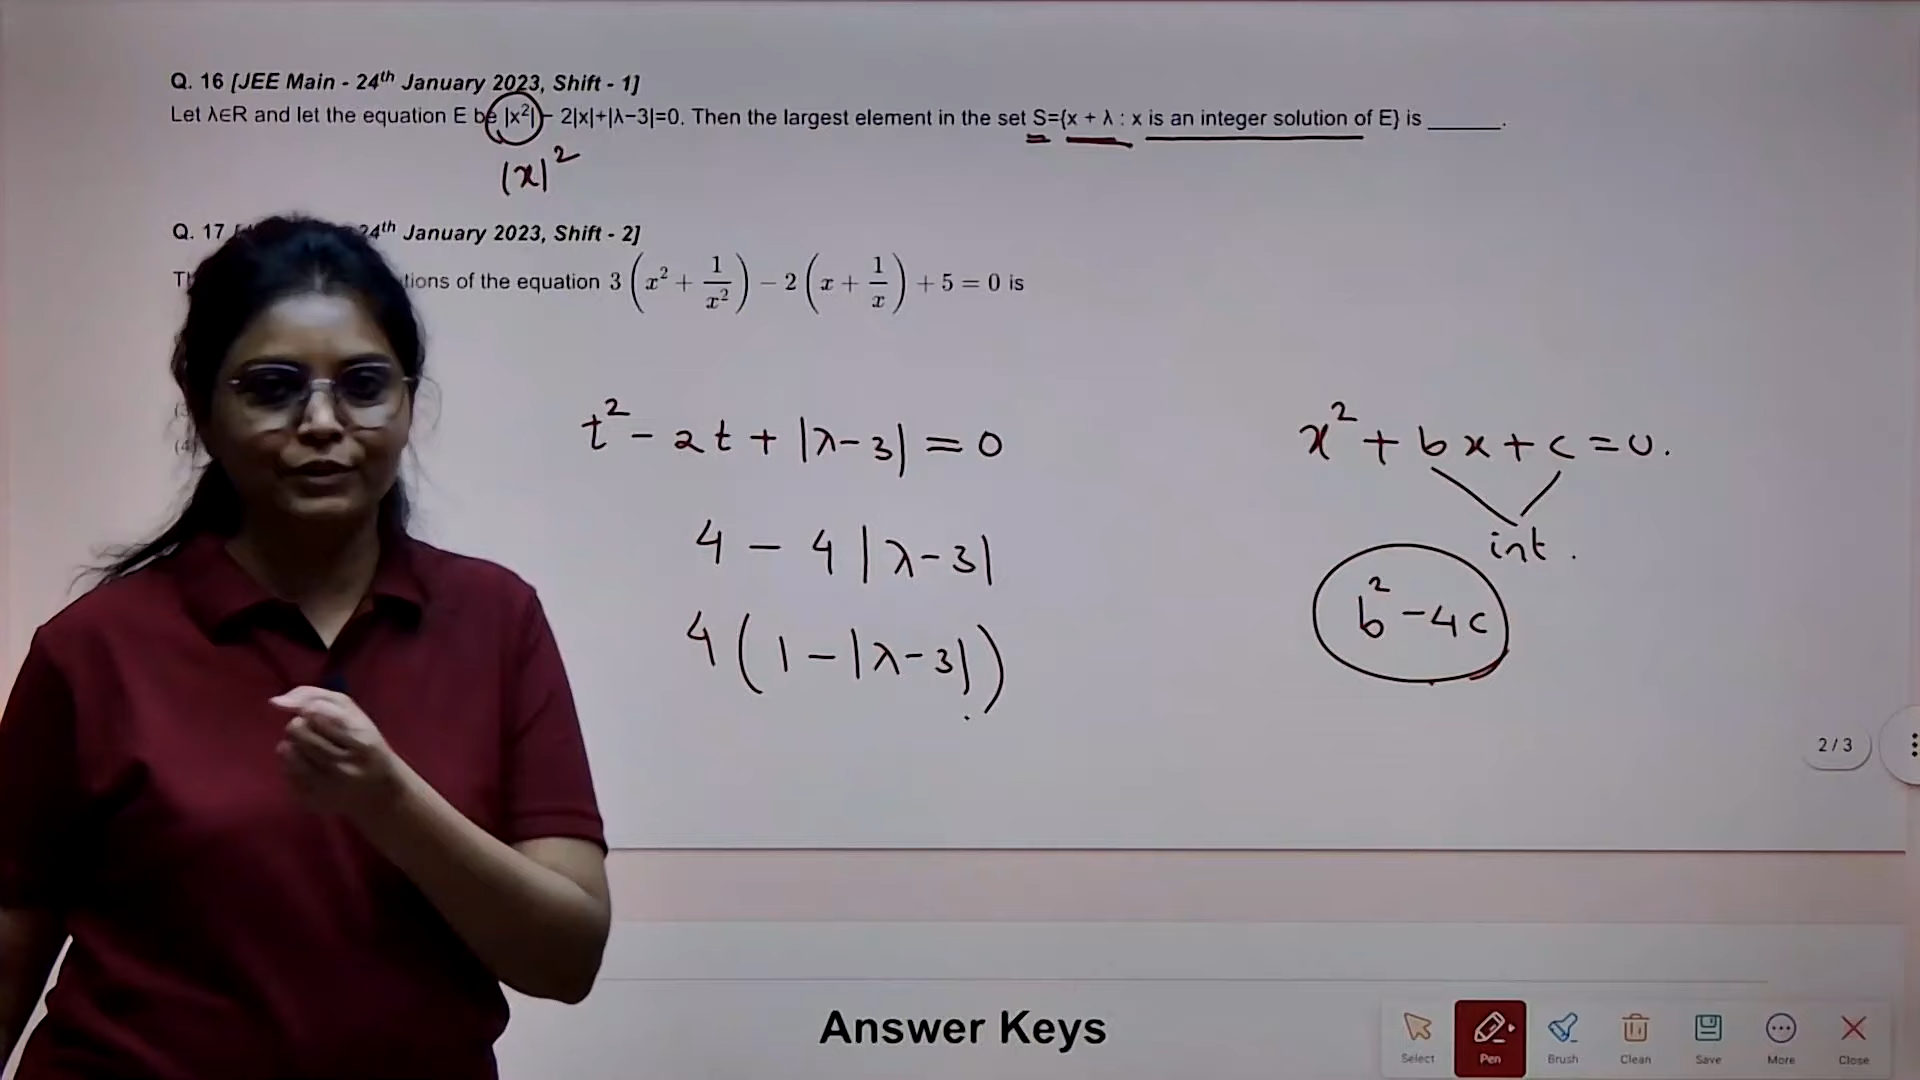 Q. 16 [JEE Main - 24th January 2023, Shift - 1]
Let λ∈R and let the equation E be |x²|- 2|x|+|λ−3|=0. Then the largest element in the set S={x + λ : x is an integer solution of E} is ______.
|x|²
Q. 17 24th January 2023, Shift - 2]
tions of the equation 3 (x² + 1/x²) − 2 (x + 1/x) + 5 = 0 is
t² - 2t + |λ-3| = 0
x² + bx + c = 0.
4 - 4|λ-3|
int.
b² - 4c
4(1 - |λ-3|)
2 / 3
Answer Keys
Select Pen Brush Clean Save More Close